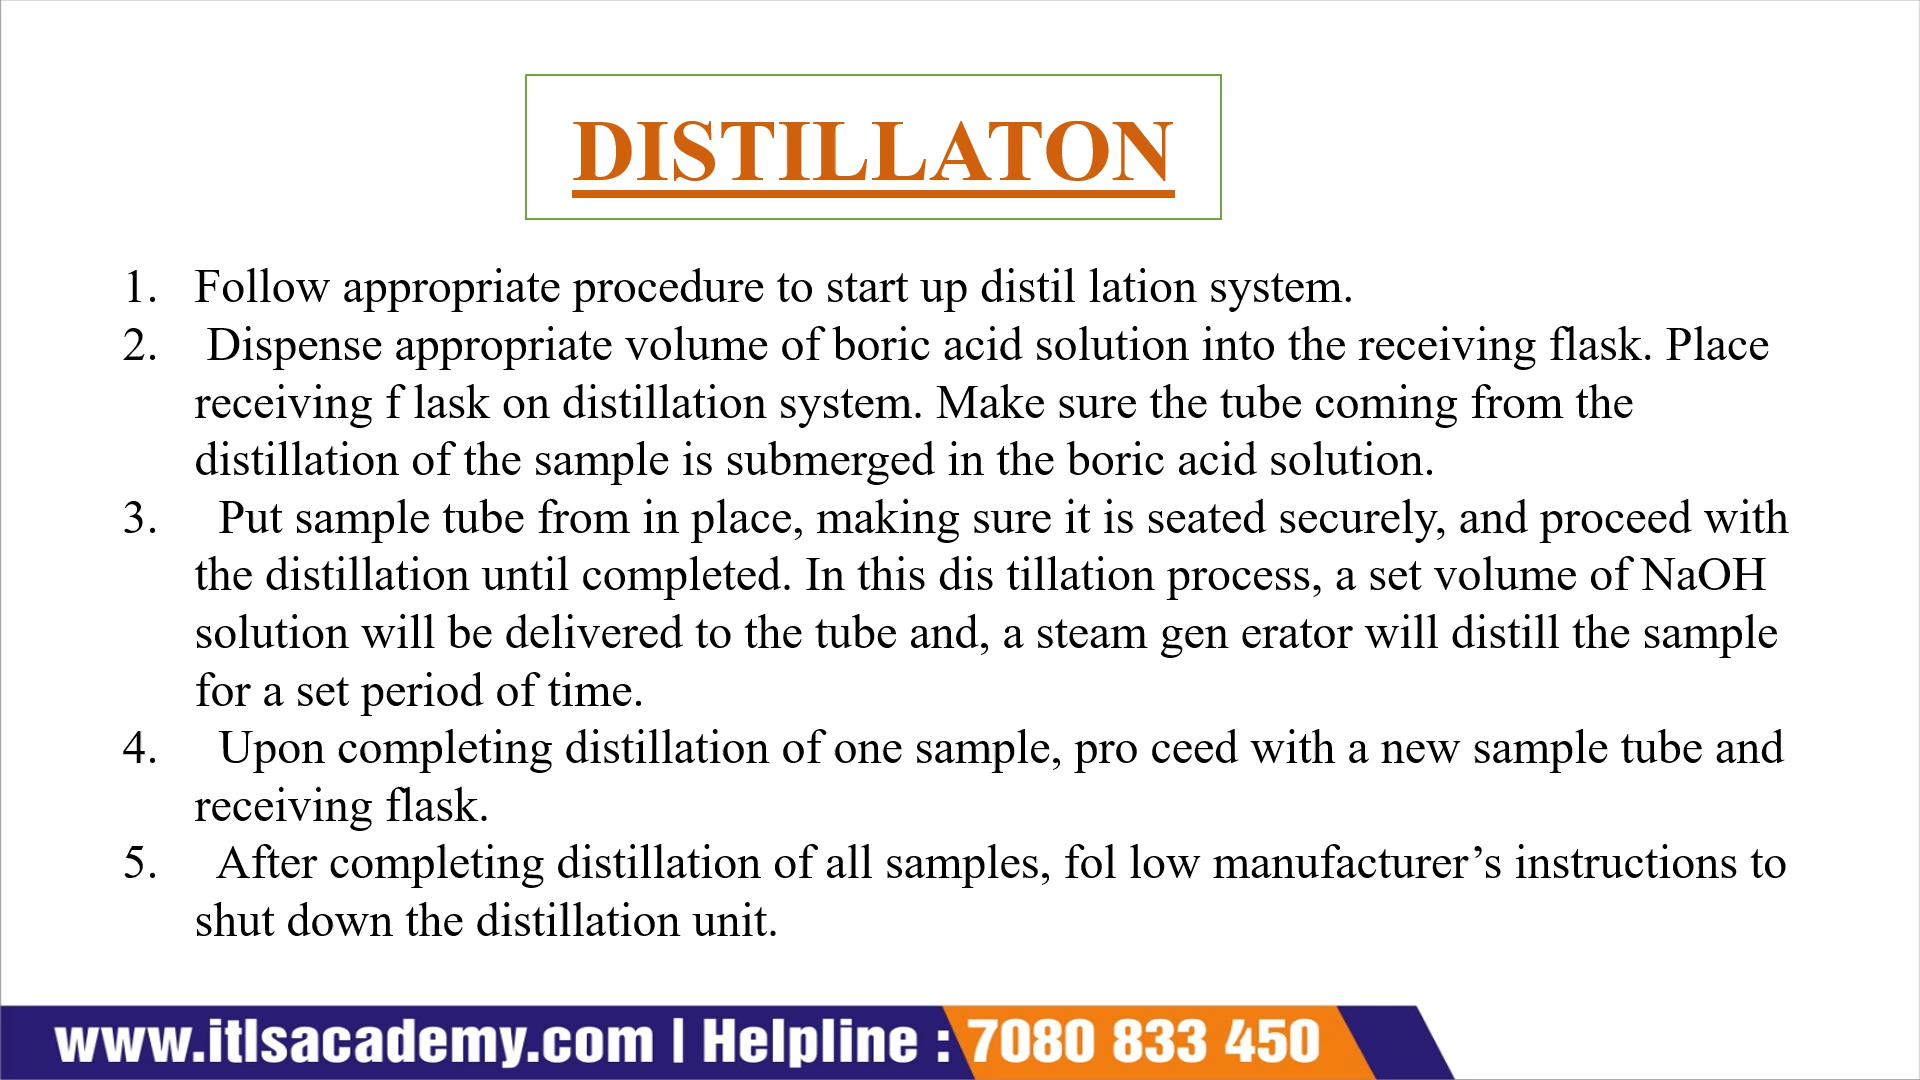 DISTILLATON
1. Follow appropriate procedure to start up distil lation system.
2. Dispense appropriate volume of boric acid solution into the receiving flask. Place
receiving f lask on distillation system. Make sure the tube coming from the
distillation of the sample is submerged in the boric acid solution.
3. Put sample tube from in place, making sure it is seated securely, and proceed with
the distillation until completed. In this dis tillation process, a set volume of NaOH
solution will be delivered to the tube and, a steam gen erator will distill the sample
for a set period of time.
4. Upon completing distillation of one sample, pro ceed with a new sample tube and
receiving flask.
5. After completing distillation of all samples, fol low manufacturer’s instructions to
shut down the distillation unit.
www.itlsacademy.com | Helpline : 7080 833 450